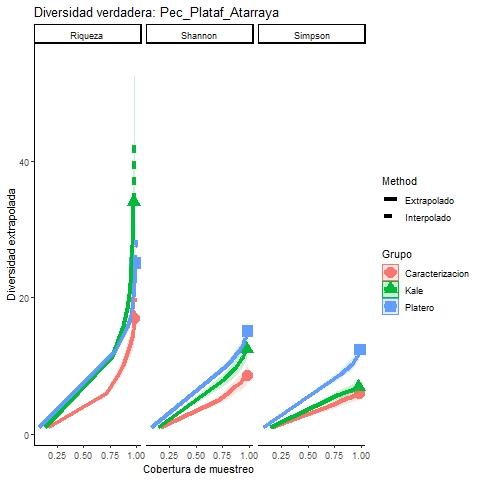 Diversidad verdadera: Pec_Plataf_Atarraya
Riqueza Shannon Simpson
Diversidad extrapolada
40
20
0
0.25 0.50 0.75 1.00 0.25 0.50 0.75 1.00 0.25 0.50 0.75 1.00
Cobertura de muestreo
Method
Extrapolado
Interpolado
Grupo
Caracterizacion
Kale
Platero